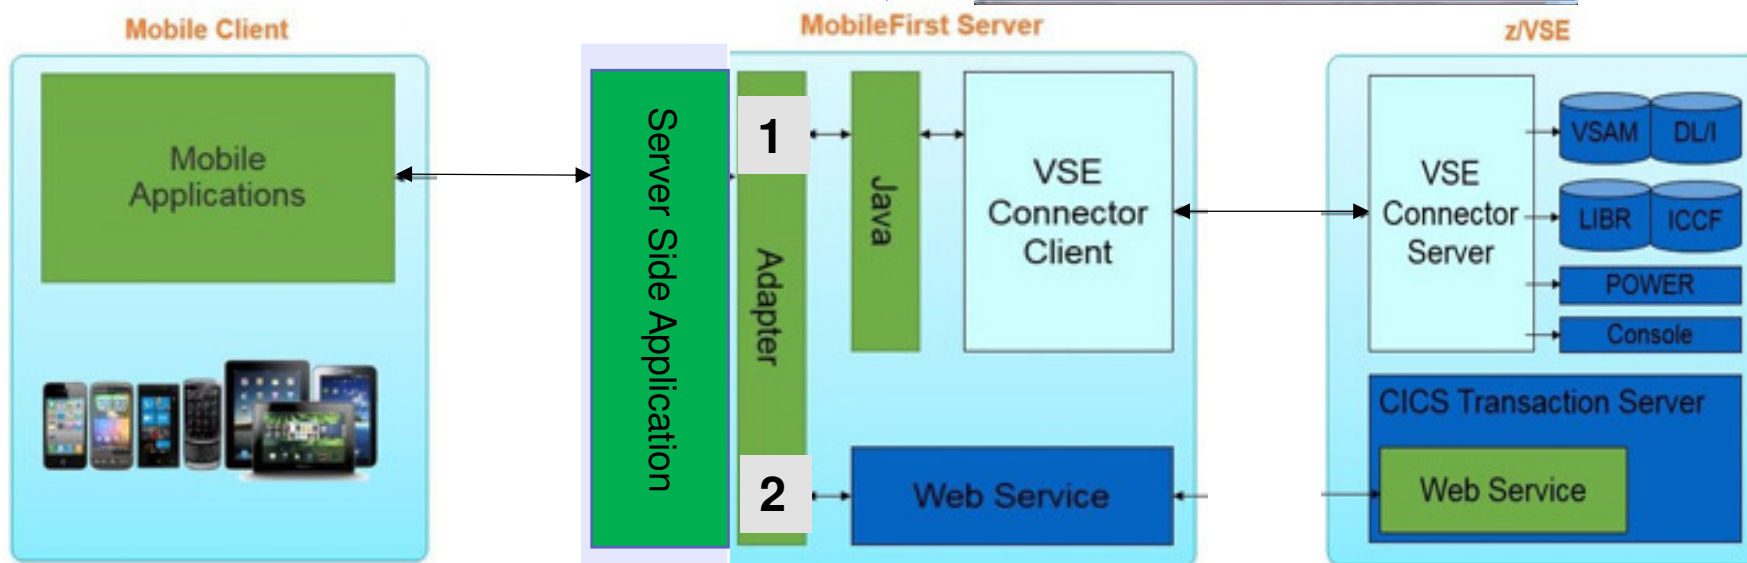 Mobile Client
MobileFirst Server
z/VSE
Mobile
Applications
Server Side Application
1
Adapter
2
Java
VSE
Connector
Client
Web Service
VSE
Connector
Server
VSAM
DL/I
LIBR
ICCF
POWER
Console
CICS Transaction Server
Web Service